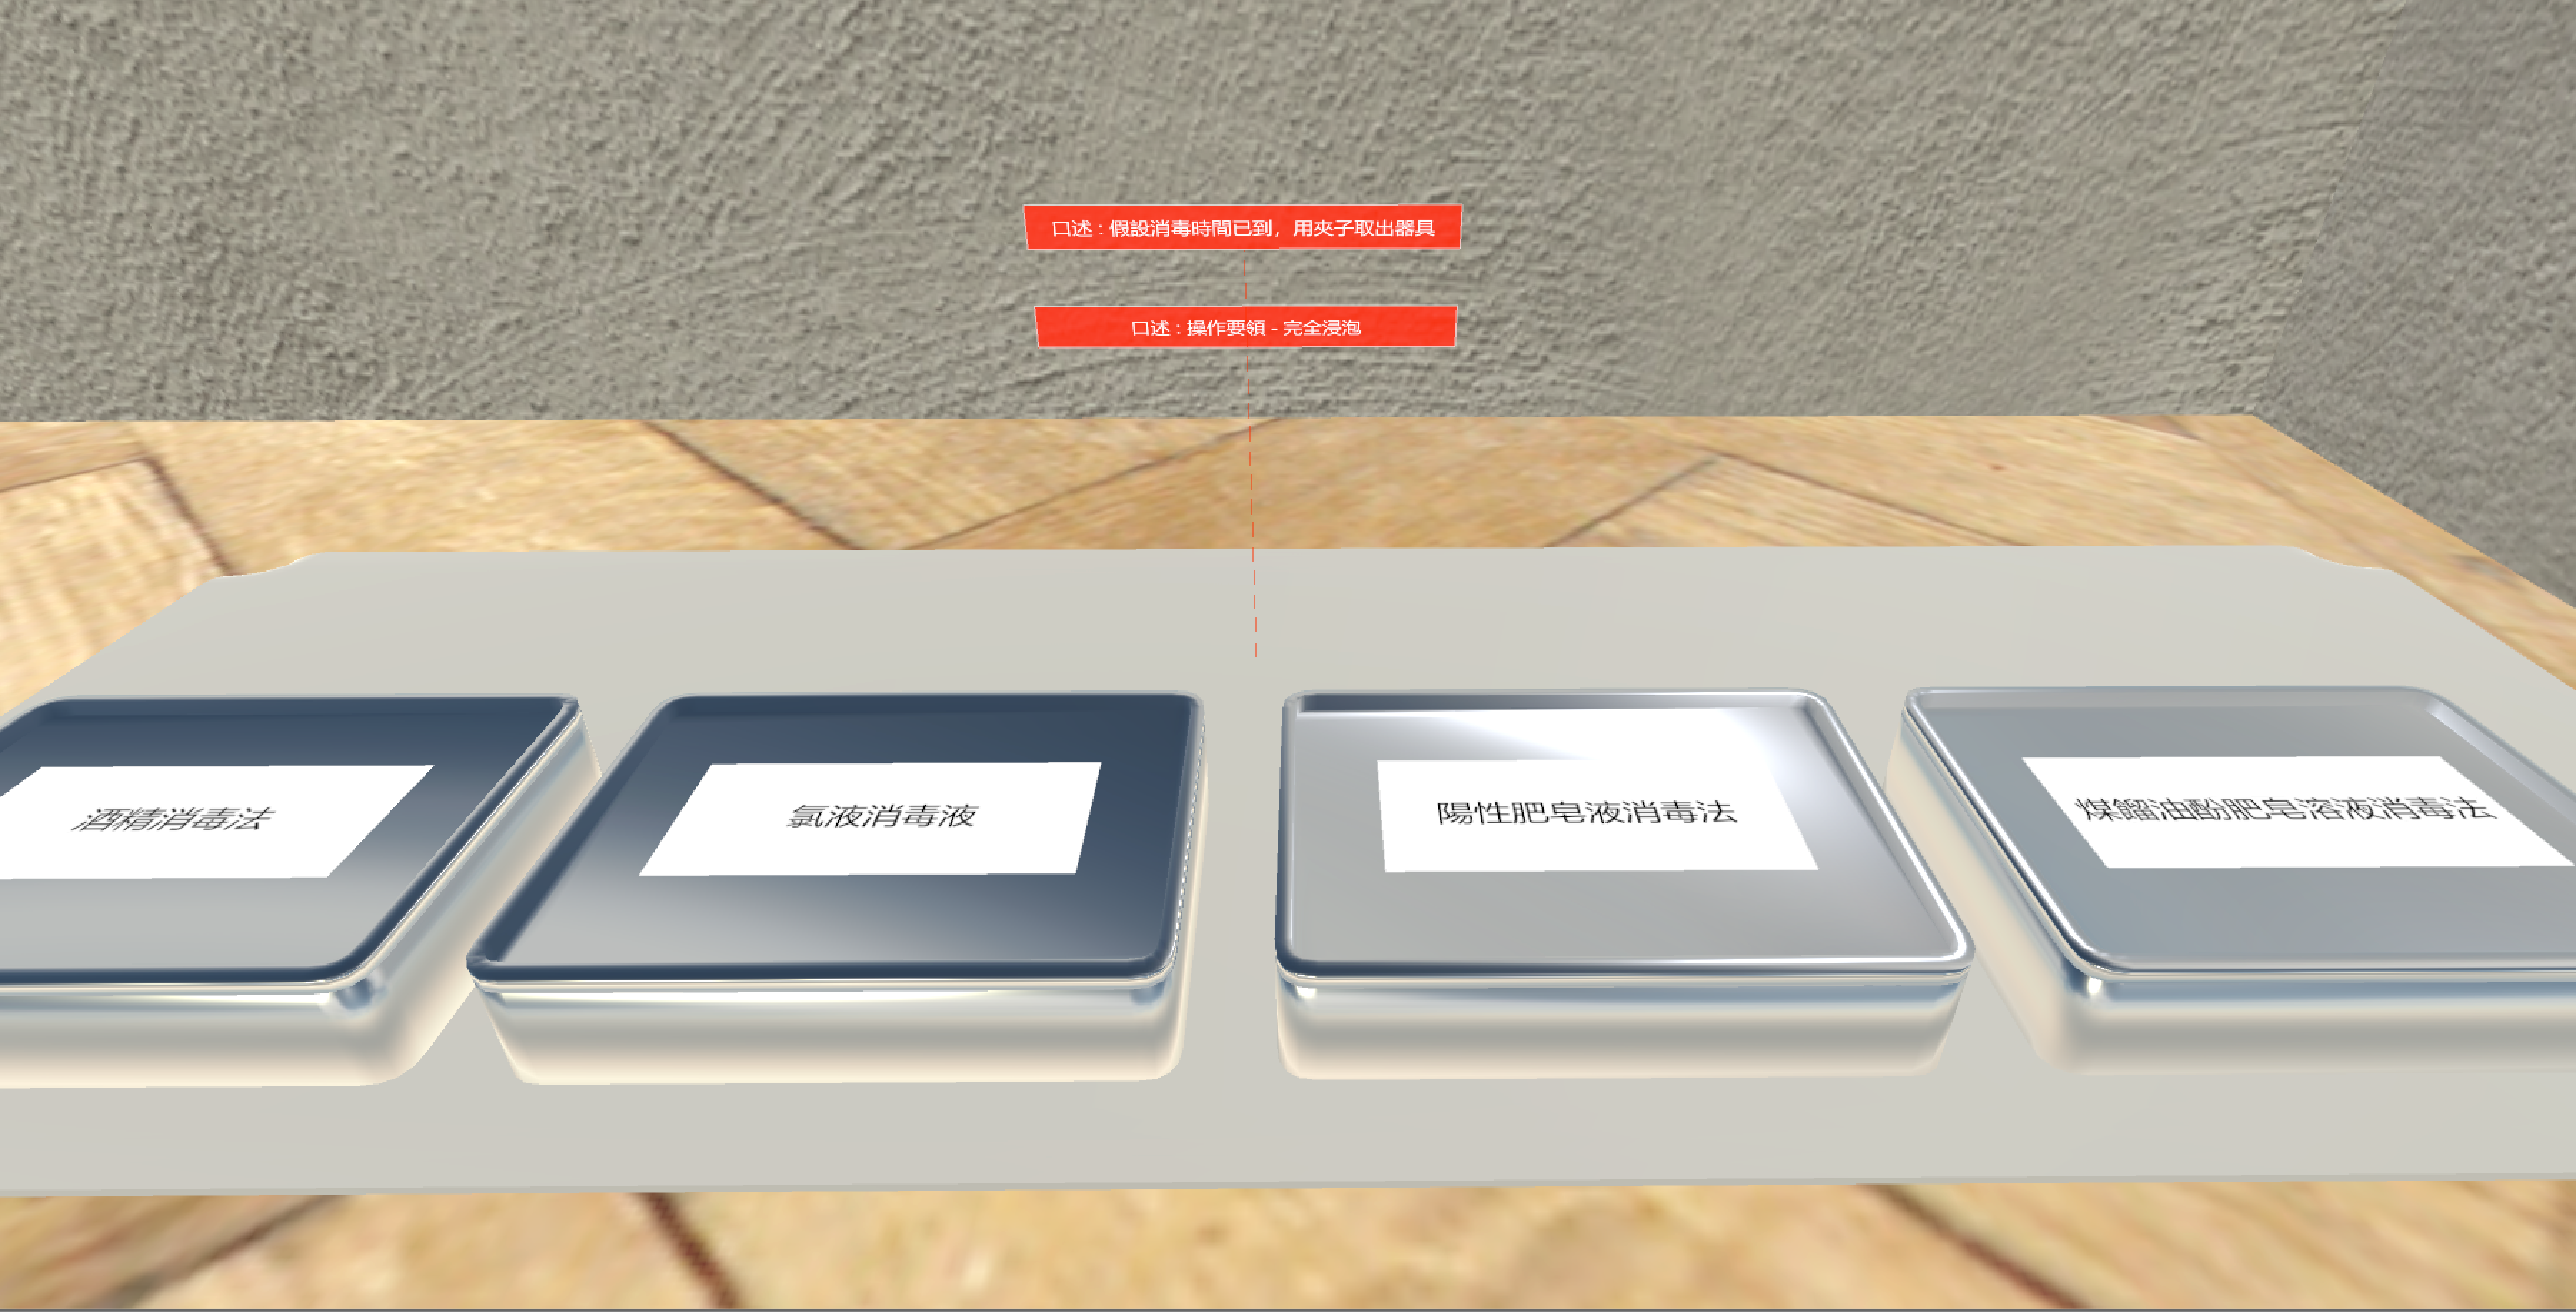 口述 : 假設消毒時間已到，用夾子取出器具
口述 : 操作要領 - 完全浸泡
酒精消毒法
氯液消毒液
陽性肥皂液消毒法
煤餾油酚肥皂溶液消毒法